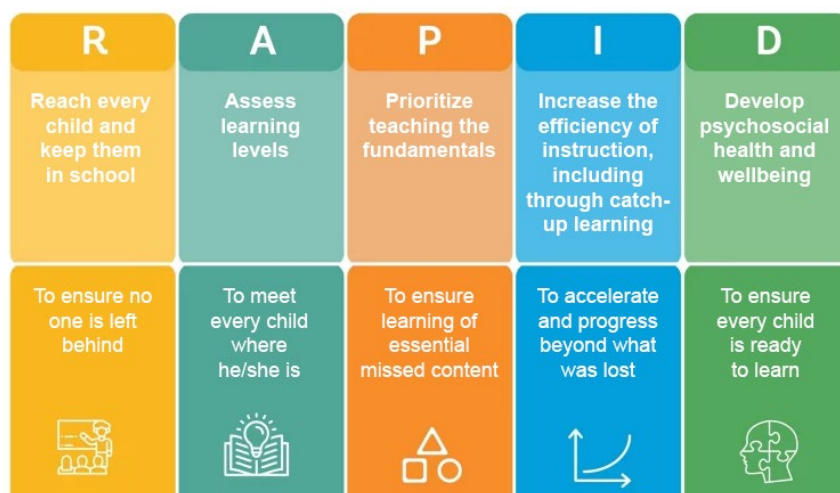 R
Reach every
child and
keep them
in school
To ensure no
one is left
behind
A
Assess
learning
levels
To meet
every child
where
he/she is
P
Prioritize
teaching the
fundamentals
To ensure
learning of
essential
missed content
I
Increase the
efficiency of
instruction,
including
through catch-
up learning
To accelerate
and progress
beyond what
was lost
D
Develop
psychosocial
health and
wellbeing
To ensure
every child
is ready
to learn